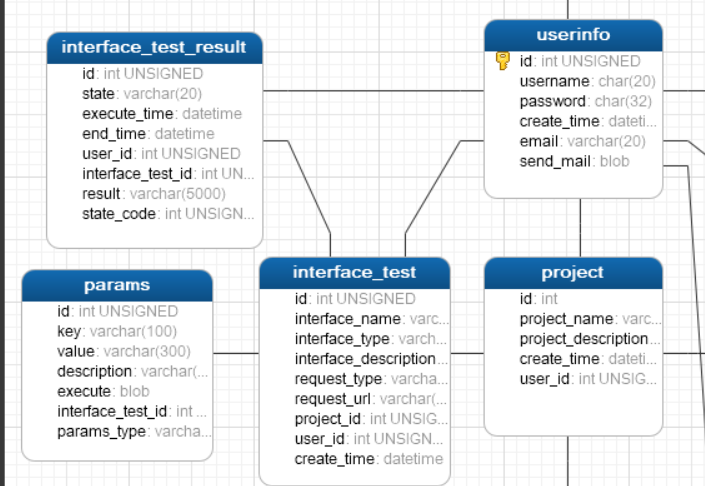 interface_test_result
id: int UNSIGNED
state: varchar(20)
execute_time: datetime
end_time: datetime
user_id: int UNSIGNED
interface_test_id: int UN...
result: varchar(5000)
state_code: int UNSIGN...
userinfo
id: int UNSIGNED
username: char(20)
password: char(32)
create_time: dateti...
email: varchar(20)
send_mail: blob
params
id: int UNSIGNED
key: varchar(100)
value: varchar(300)
description: varchar(...
execute: blob
interface_test_id: int ...
params_type: varcha...
interface_test
id: int UNSIGNED
interface_name: varc...
interface_type: varch...
interface_description...
request_type: varcha...
request_url: varchar(...
project_id: int UNSIG...
user_id: int UNSIGN...
create_time: datetime
project
id: int
project_name: varc...
project_description...
create_time: dateti...
user_id: int UNSIG...